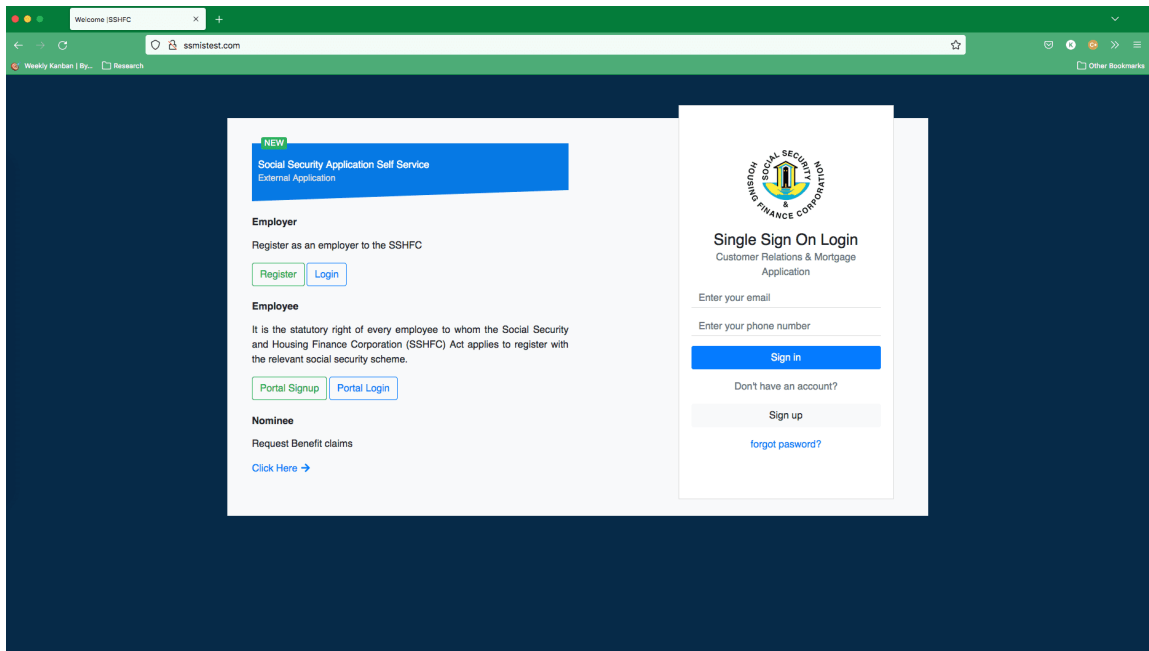 Welcome |SSHFC
ssmistest.com
Weekly Kanban | By...
Research
Other Bookmarks
NEW
Social Security Application Self Service
External Application
Employer
Register as an employer to the SSHFC
Register
Login
Employee
It is the statutory right of every employee to whom the Social Security
and Housing Finance Corporation (SSHFC) Act applies to register with
the relevant social security scheme.
Portal Signup
Portal Login
Nominee
Request Benefit claims
Click Here
SOCIAL SECURITY
&
HOUSING FINANCE CORPORATION
Single Sign On Login
Customer Relations & Mortgage
Application
Enter your email
Enter your phone number
Sign in
Don't have an account?
Sign up
forgot pasword?